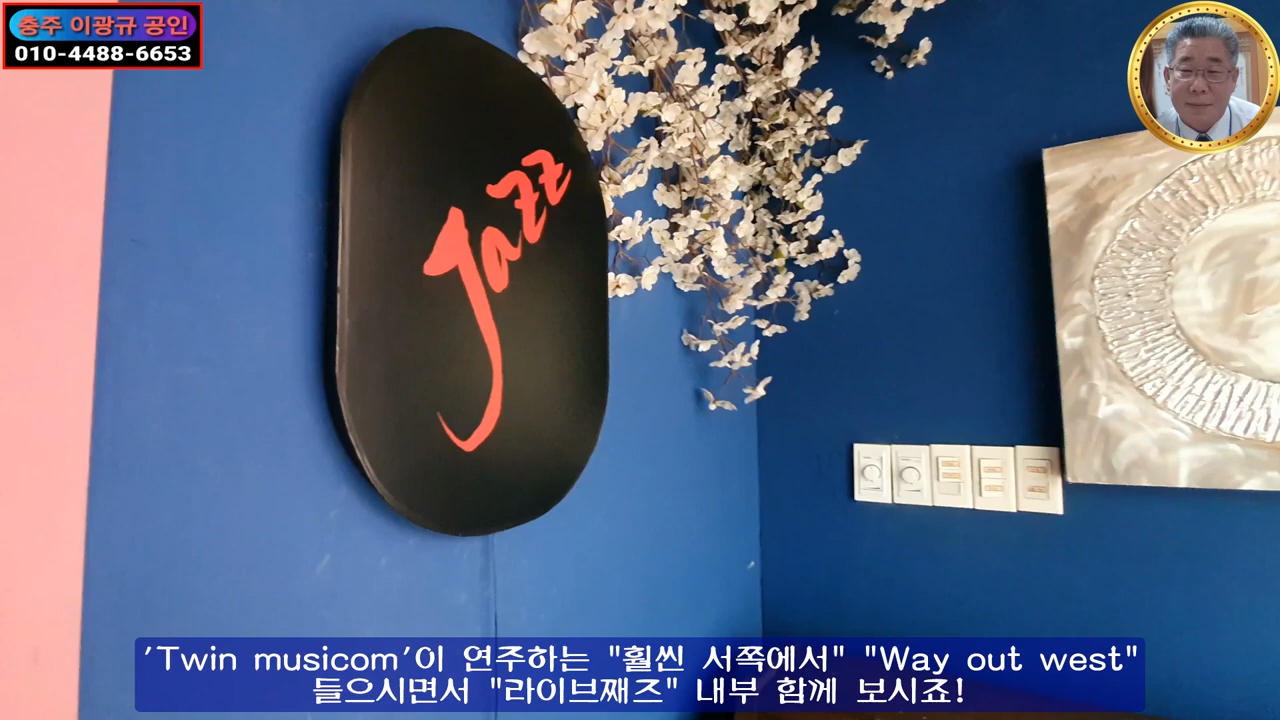 충주 이광규 공인
010-4488-6653
Jazz
'Twin musicom'이 연주하는 "훨씬 서쪽에서" "Way out west"
들으시면서 "라이브째즈" 내부 함께 보시죠!